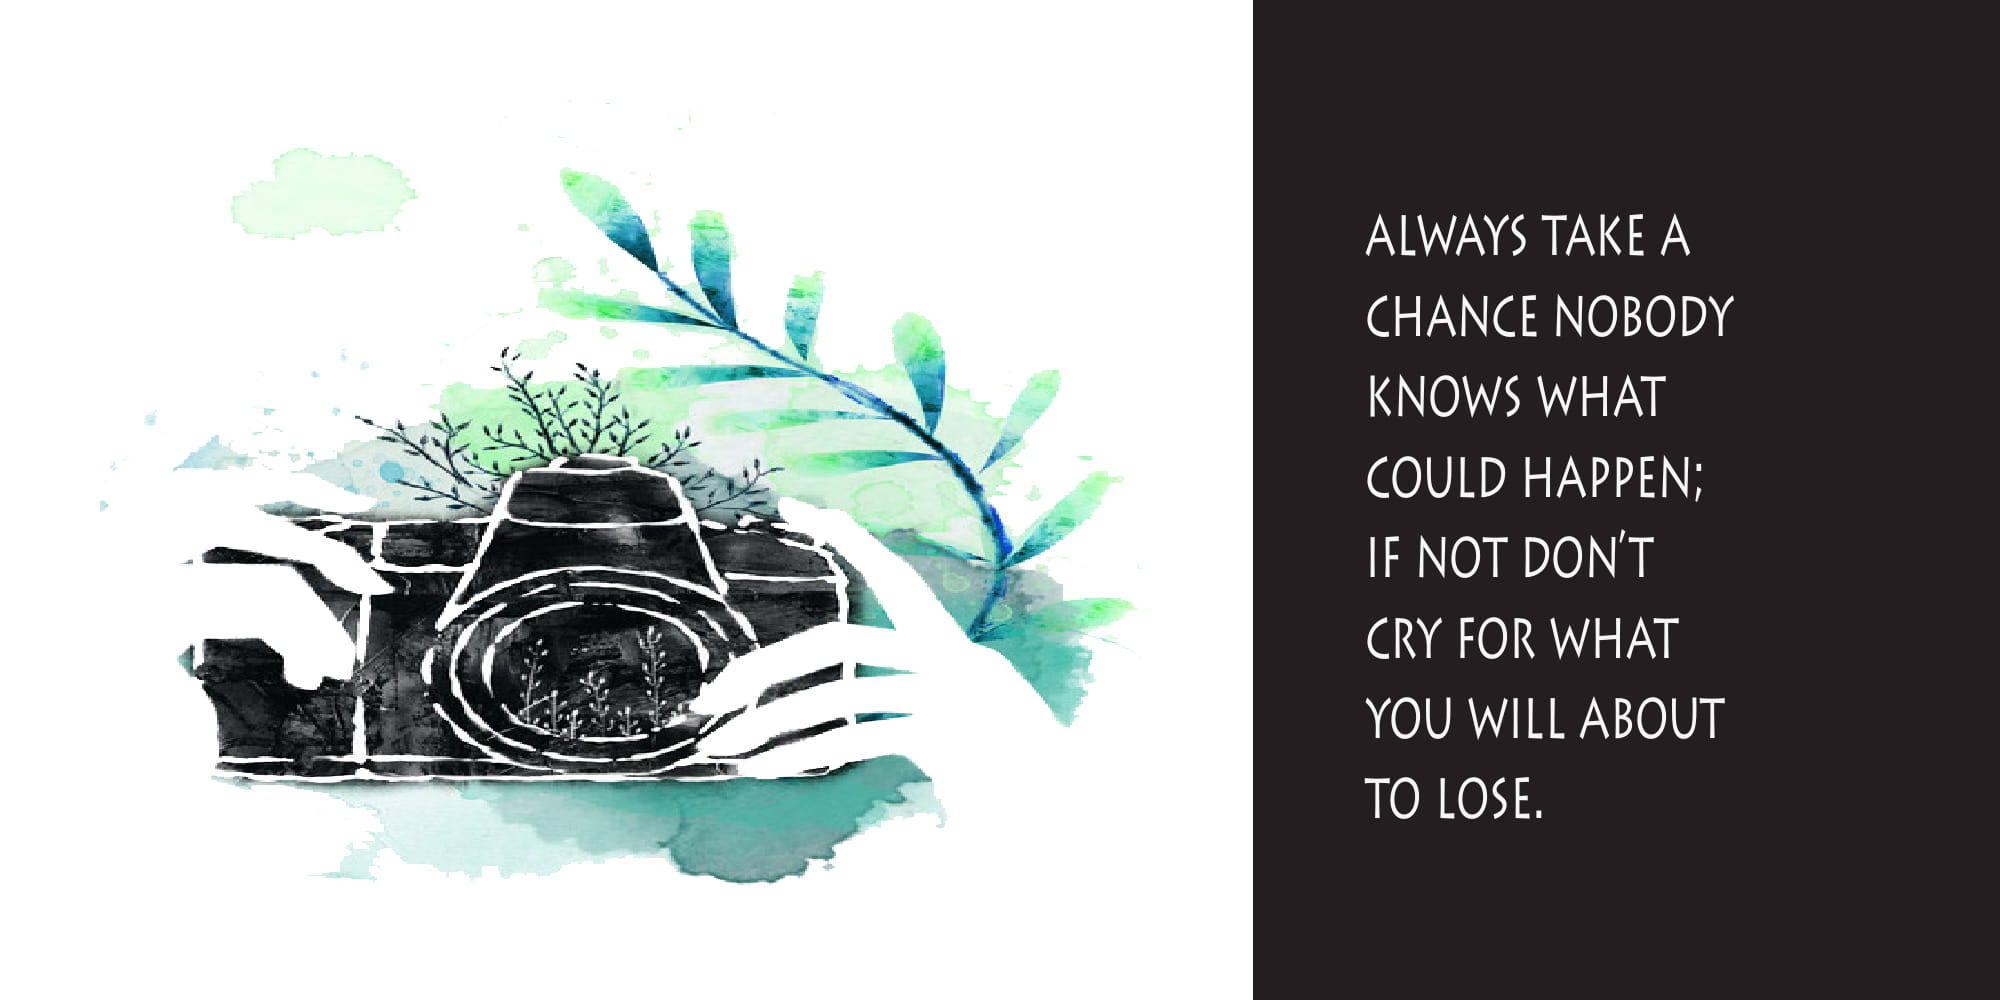 ALWAYS TAKE A
CHANCE NOBODY
KNOWS WHAT
COULD HAPPEN;
IF NOT DON'T
CRY FOR WHAT
YOU WILL ABOUT
TO LOSE.